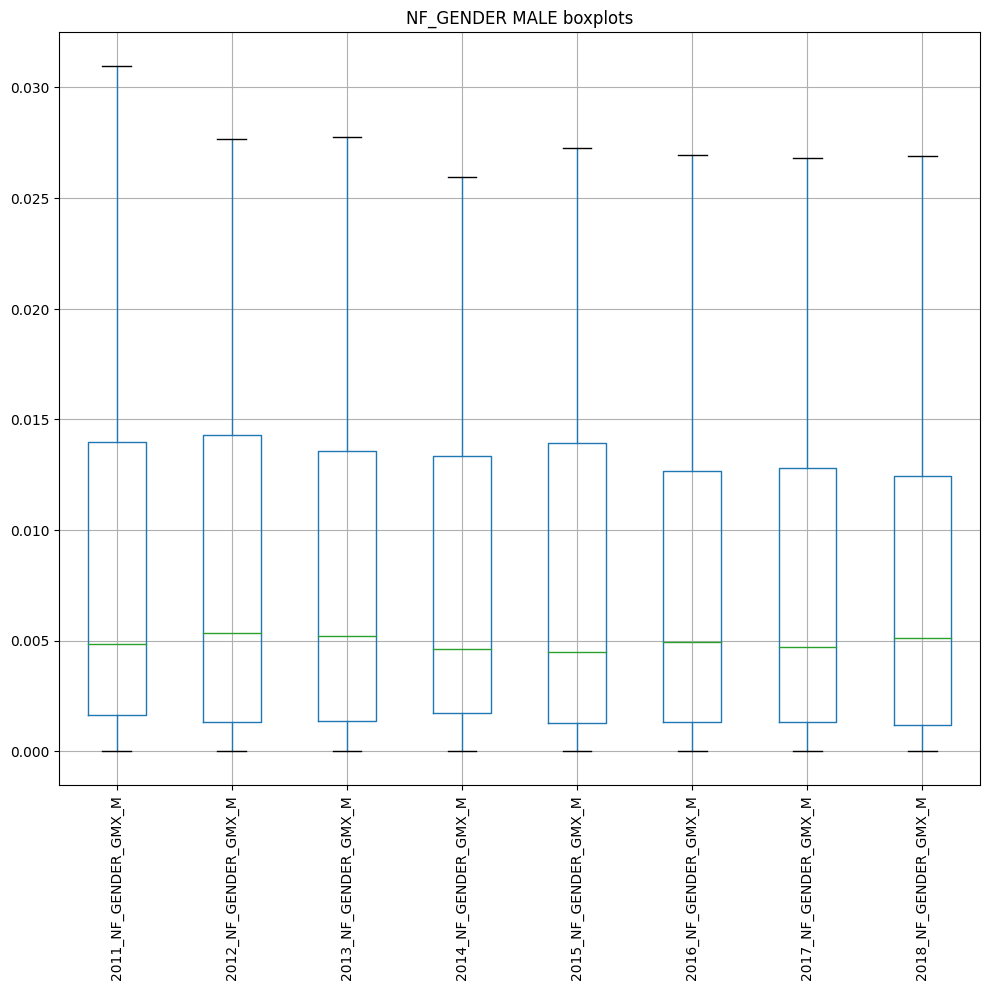 NF_GENDER MALE boxplots
0.030
0.025
0.020
0.015
0.010
0.005
0.000
2011_NF_GENDER_GMX_M
2012_NF_GENDER_GMX_M
2013_NF_GENDER_GMX_M
2014_NF_GENDER_GMX_M
2015_NF_GENDER_GMX_M
2016_NF_GENDER_GMX_M
2017_NF_GENDER_GMX_M
2018_NF_GENDER_GMX_M